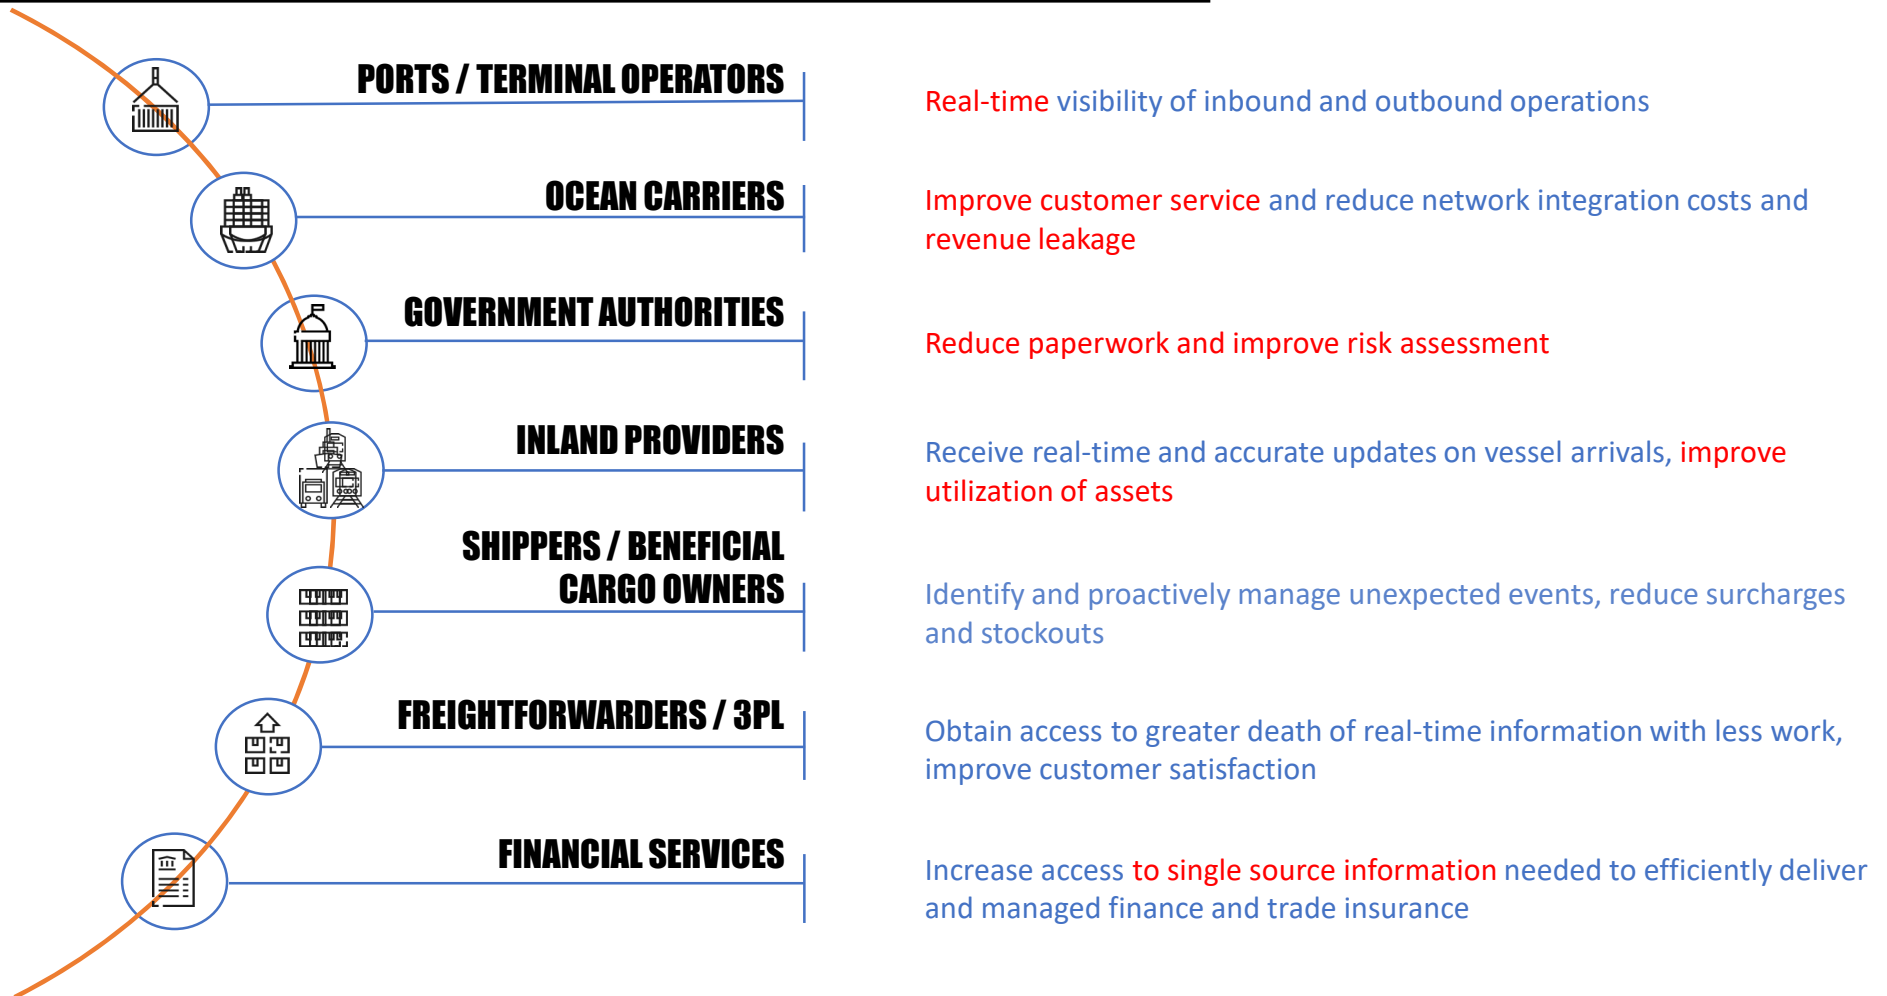 PORTS / TERMINAL OPERATORS
Real-time visibility of inbound and outbound operations
OCEAN CARRIERS
Improve customer service and reduce network integration costs and
revenue leakage
GOVERNMENT AUTHORITIES
Reduce paperwork and improve risk assessment
INLAND PROVIDERS
Receive real-time and accurate updates on vessel arrivals, improve
utilization of assets
SHIPPERS / BENEFICIAL
CARGO OWNERS
Identify and proactively manage unexpected events, reduce surcharges
and stockouts
FREIGHTFORWARDERS / 3PL
Obtain access to greater death of real-time information with less work,
improve customer satisfaction
FINANCIAL SERVICES
Increase access to single source information needed to efficiently deliver
and managed finance and trade insurance